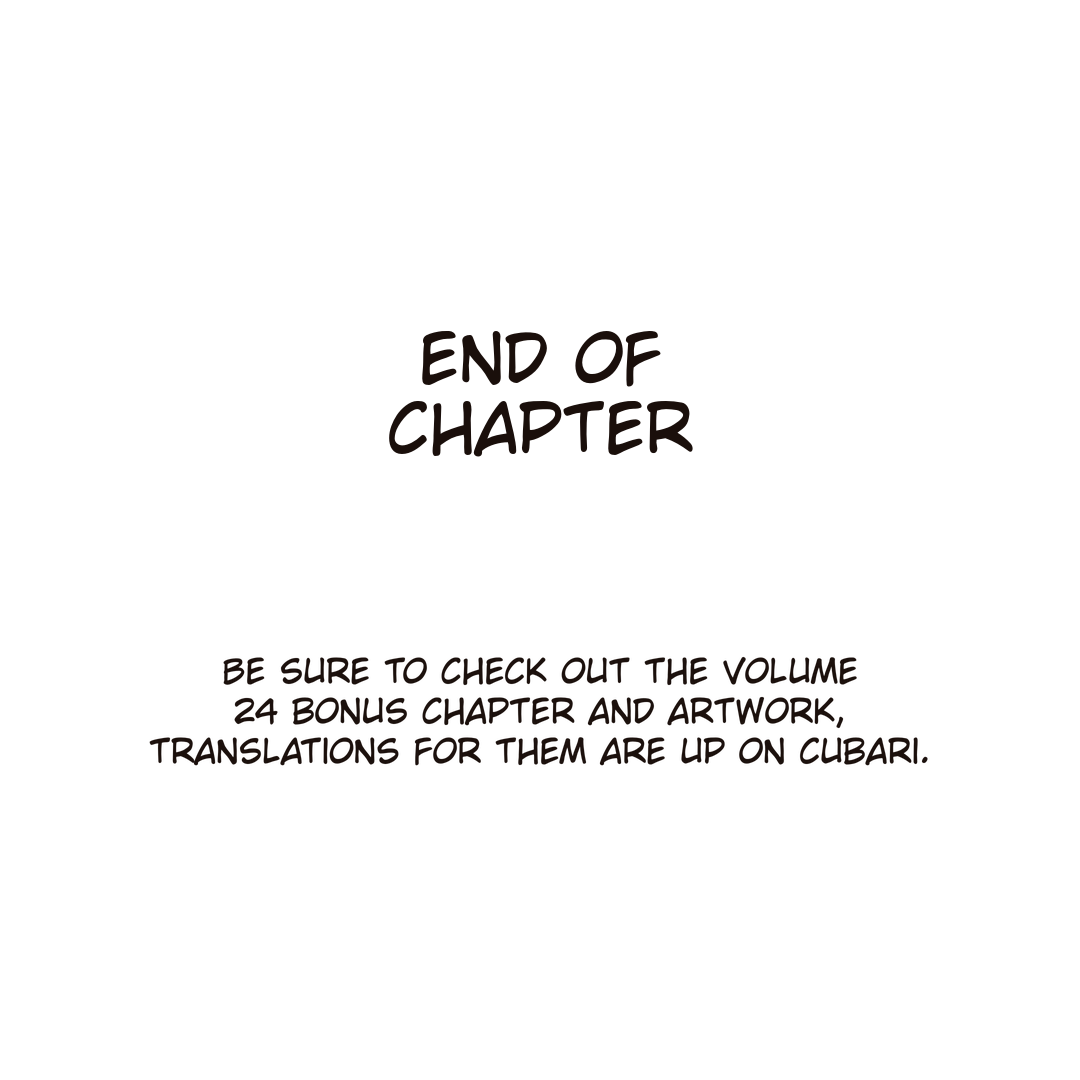 END OF
CHAPTER
BE SURE TO CHECK OUT THE VOLUME
24 BONUS CHAPTER AND ARTWORK,
TRANSLATIONS FOR THEM ARE UP ON CUBARI.